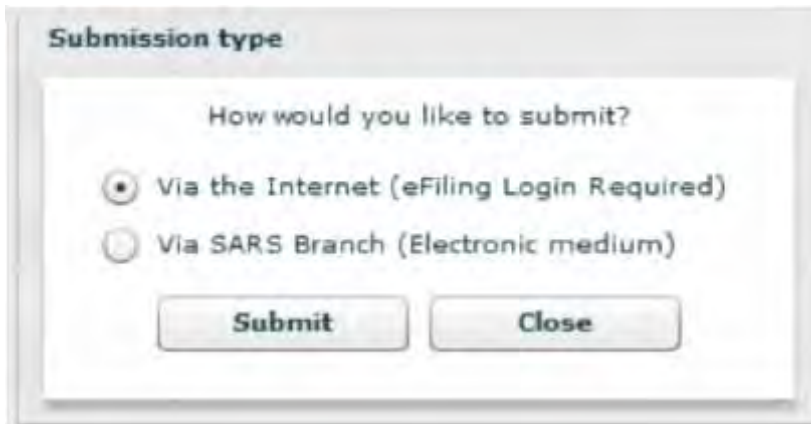 Submission type
How would you like to submit?
Via the Internet (eFiling Login Required)
Via SARS Branch (Electronic medium)
Submit Close